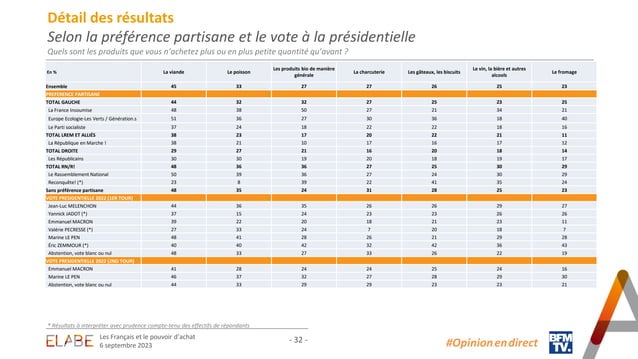 Détail des résultats
Selon la préférence partisane et le vote à la présidentielle
Quels sont les produits que vous n'achetez plus ou en plus petite quantité qu'avant ?
En % La viande Le poisson Les produits bio de manière générale La charcuterie Les gâteaux, les biscuits Le vin, la bière et autres alcools Le fromage
Ensemble 45 33 27 27 26 25 23
PREFERENCE PARTISANE
TOTAL GAUCHE 44 32 32 27 25 23 25
La France Insoumise 48 38 50 27 21 34 21
Europe Ecologie-Les Verts / Génération.s 51 36 27 30 36 18 40
Le Parti socialiste 37 24 18 22 22 18 16
TOTAL LREM ET ALLIÉS 38 23 17 20 22 21 11
La République en Marche ! 38 21 10 17 16 17 12
TOTAL DROITE 29 27 21 16 20 18 14
Les Républicains 30 30 19 20 18 19 17
TOTAL RN/R! 48 36 36 27 25 30 29
Le Rassemblement National 50 39 36 27 24 30 29
Reconquête! (*) 23 8 39 22 41 35 24
Sans préférence partisane 48 35 24 31 28 25 23
VOTE PRESIDENTIELLE 2022 (1ER TOUR)
Jean-Luc MELENCHON 44 36 35 26 26 29 27
Yannick JADOT (*) 37 15 24 23 23 26 26
Emmanuel MACRON 39 22 20 18 21 23 11
Valérie PECRESSE (*) 27 33 24 7 20 18 7
Marine LE PEN 48 41 28 26 21 29 28
Éric ZEMMOUR (*) 40 40 42 32 42 36 43
Abstention, vote blanc ou nul 48 33 27 33 26 22 19
VOTE PRESIDENTIELLE 2022 (2ND TOUR)
Emmanuel MACRON 41 28 24 24 25 24 16
Marine LE PEN 46 37 32 27 28 29 30
Abstention, vote blanc ou nul 44 33 29 29 23 23 21
* Résultats à interpréter avec prudence compte-tenu des effectifs de répondants
ELABE
Les Français et le pouvoir d'achat
6 septembre 2023
- 32 -
#Opinion en direct
BFM
TV.